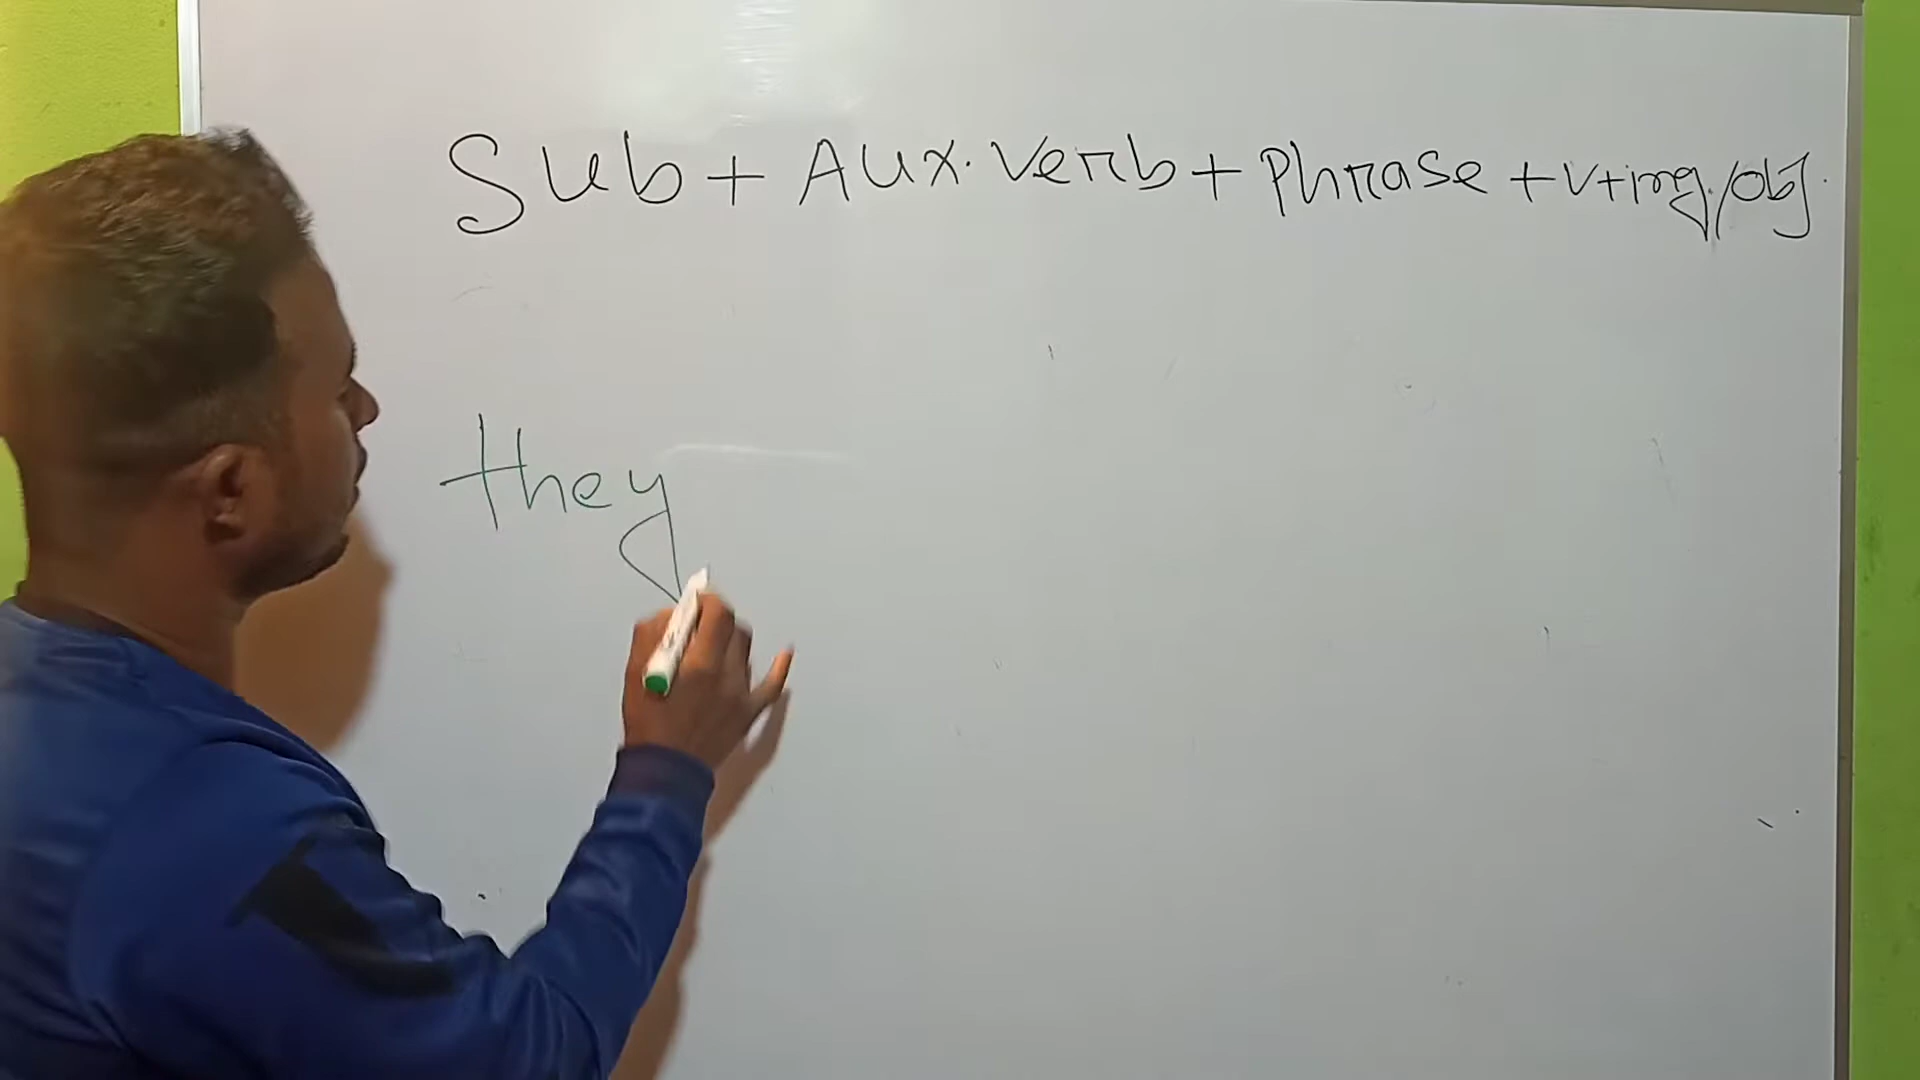 Sub + Aux. Verb + Phrase + V+ing./obj.
they